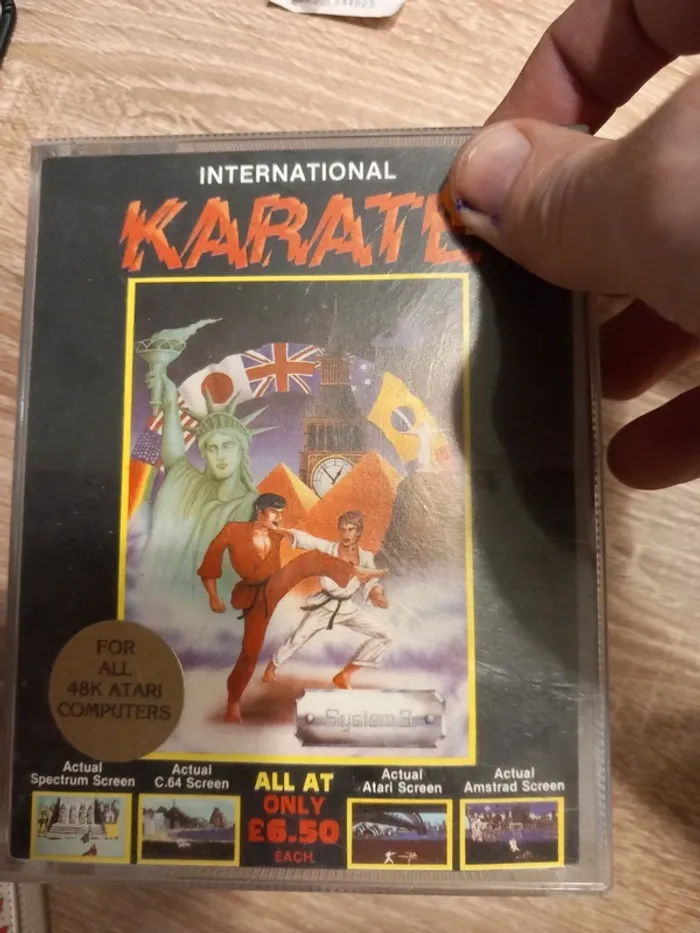 INTERNATIONAL
KARATE
System 3
FOR
ALL
48K ATARI
COMPUTERS
Actual
Spectrum Screen
Actual
C.64 Screen
ALL AT
ONLY
£6.50
EACH
Actual
Atari Screen
Actual
Amstrad Screen